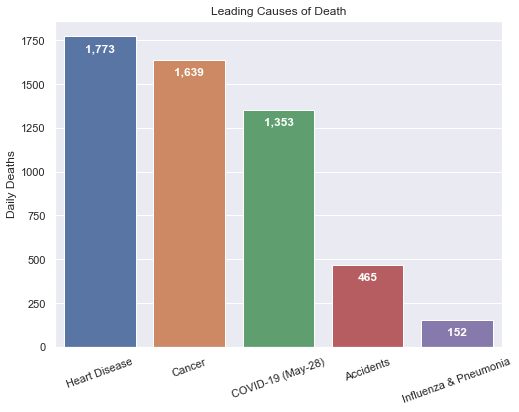 Leading Causes of Death
Daily Deaths
1750
1500
1250
1000
750
500
250
0
1,773
1,639
1,353
465
152
Heart Disease
Cancer
COVID-19 (May-28)
Accidents
Influenza & Pneumonia